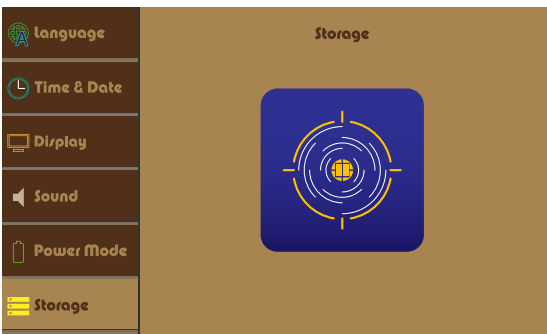 Language
Time & Date
Display
Sound
Power Mode
Storage
Storage